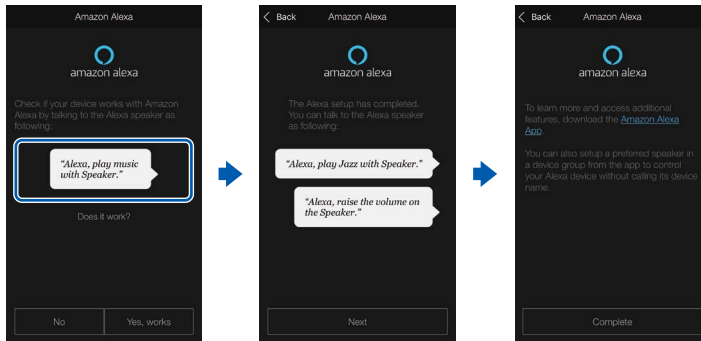 Amazon Alexa
amazon alexa
Check if your device works with Amazon
Alexa by talking to the Alexa speaker as
following:
"Alexa, play music
with Speaker."
Does it work?
No
Yes, works
Back
Amazon Alexa
amazon alexa
The Alexa setup has completed.
You can talk to the Alexa speaker
as following:
"Alexa, play Jazz with Speaker."
"Alexa, raise the volume on
the Speaker."
Next
Back
Amazon Alexa
amazon alexa
To learn more and access additional
features, download the Amazon Alexa
App.
You can also setup a preferred speaker in
a device group from the app to control
your Alexa device without calling its device
name.
Complete